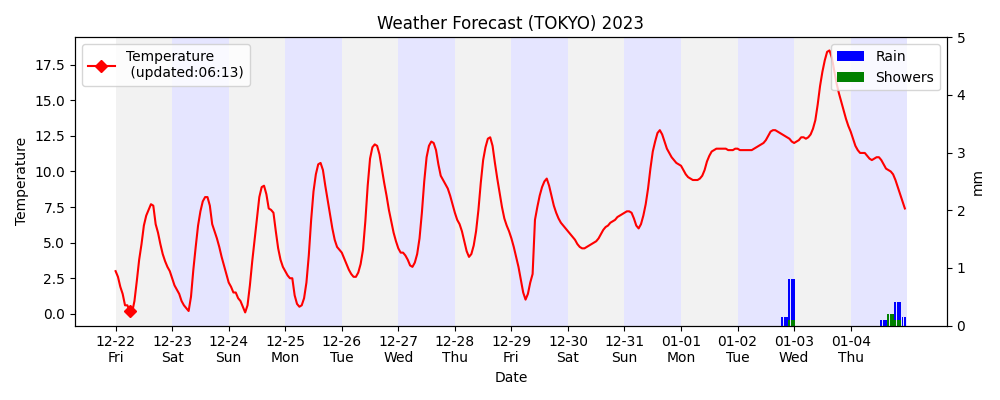 Weather Forecast (TOKYO) 2023
Temperature
(updated:06:13)
Rain
Showers
Temperature
17.5
15.0
12.5
10.0
7.5
5.0
2.5
0.0
5
4
3
2
1
0
mm
12-22 12-23 12-24 12-25 12-26 12-27 12-28 12-29 12-30 12-31 01-01 01-02 01-03 01-04
Fri Sat Sun Mon Tue Wed Thu Fri Sat Sun Mon Tue Wed Thu
Date